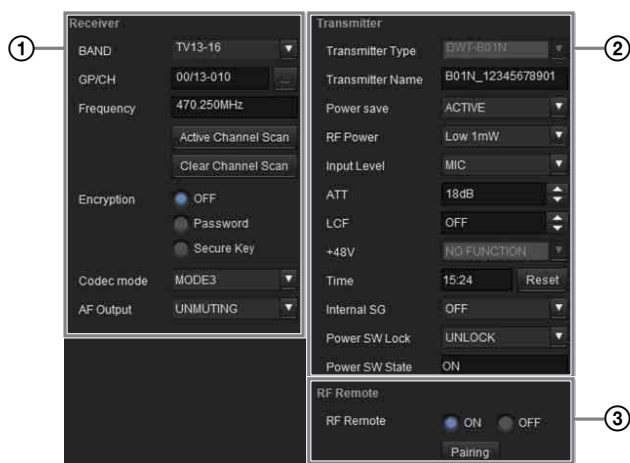 Receiver
1
BAND TV13-16
GP/CH 00/13-010 ...
Frequency 470.250MHz
Active Channel Scan
Clear Channel Scan
Encryption OFF
Password
Secure Key
Codec mode MODE3
AF Output UNMUTING
Transmitter
2
Transmitter Type DWT-B01N
Transmitter Name B01N_12345678901
Power save ACTIVE
RF Power Low 1mW
Input Level MIC
ATT 18dB
LCF OFF
+48V NO FUNCTION
Time 15:24 Reset
Internal SG OFF
Power SW Lock UNLOCK
Power SW State ON
RF Remote
RF Remote ON OFF
3
Pairing